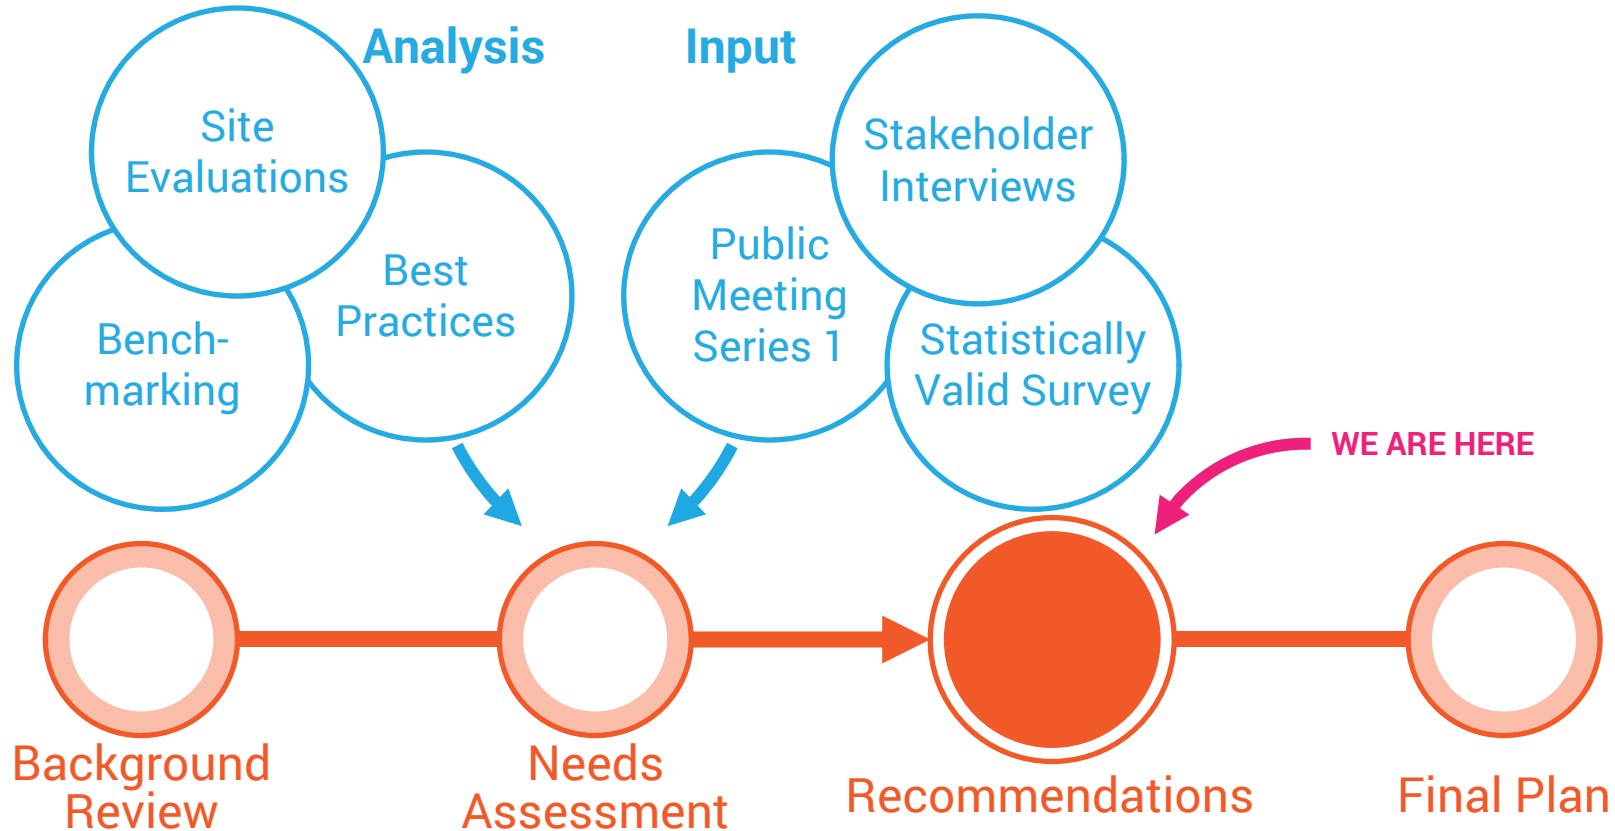 Analysis
Site
Evaluations
Best
Practices
Bench-
marking
Input
Stakeholder
Interviews
Public
Meeting
Series 1
Statistically
Valid Survey
WE ARE HERE
Background
Review
Needs
Assessment
Recommendations
Final Plan